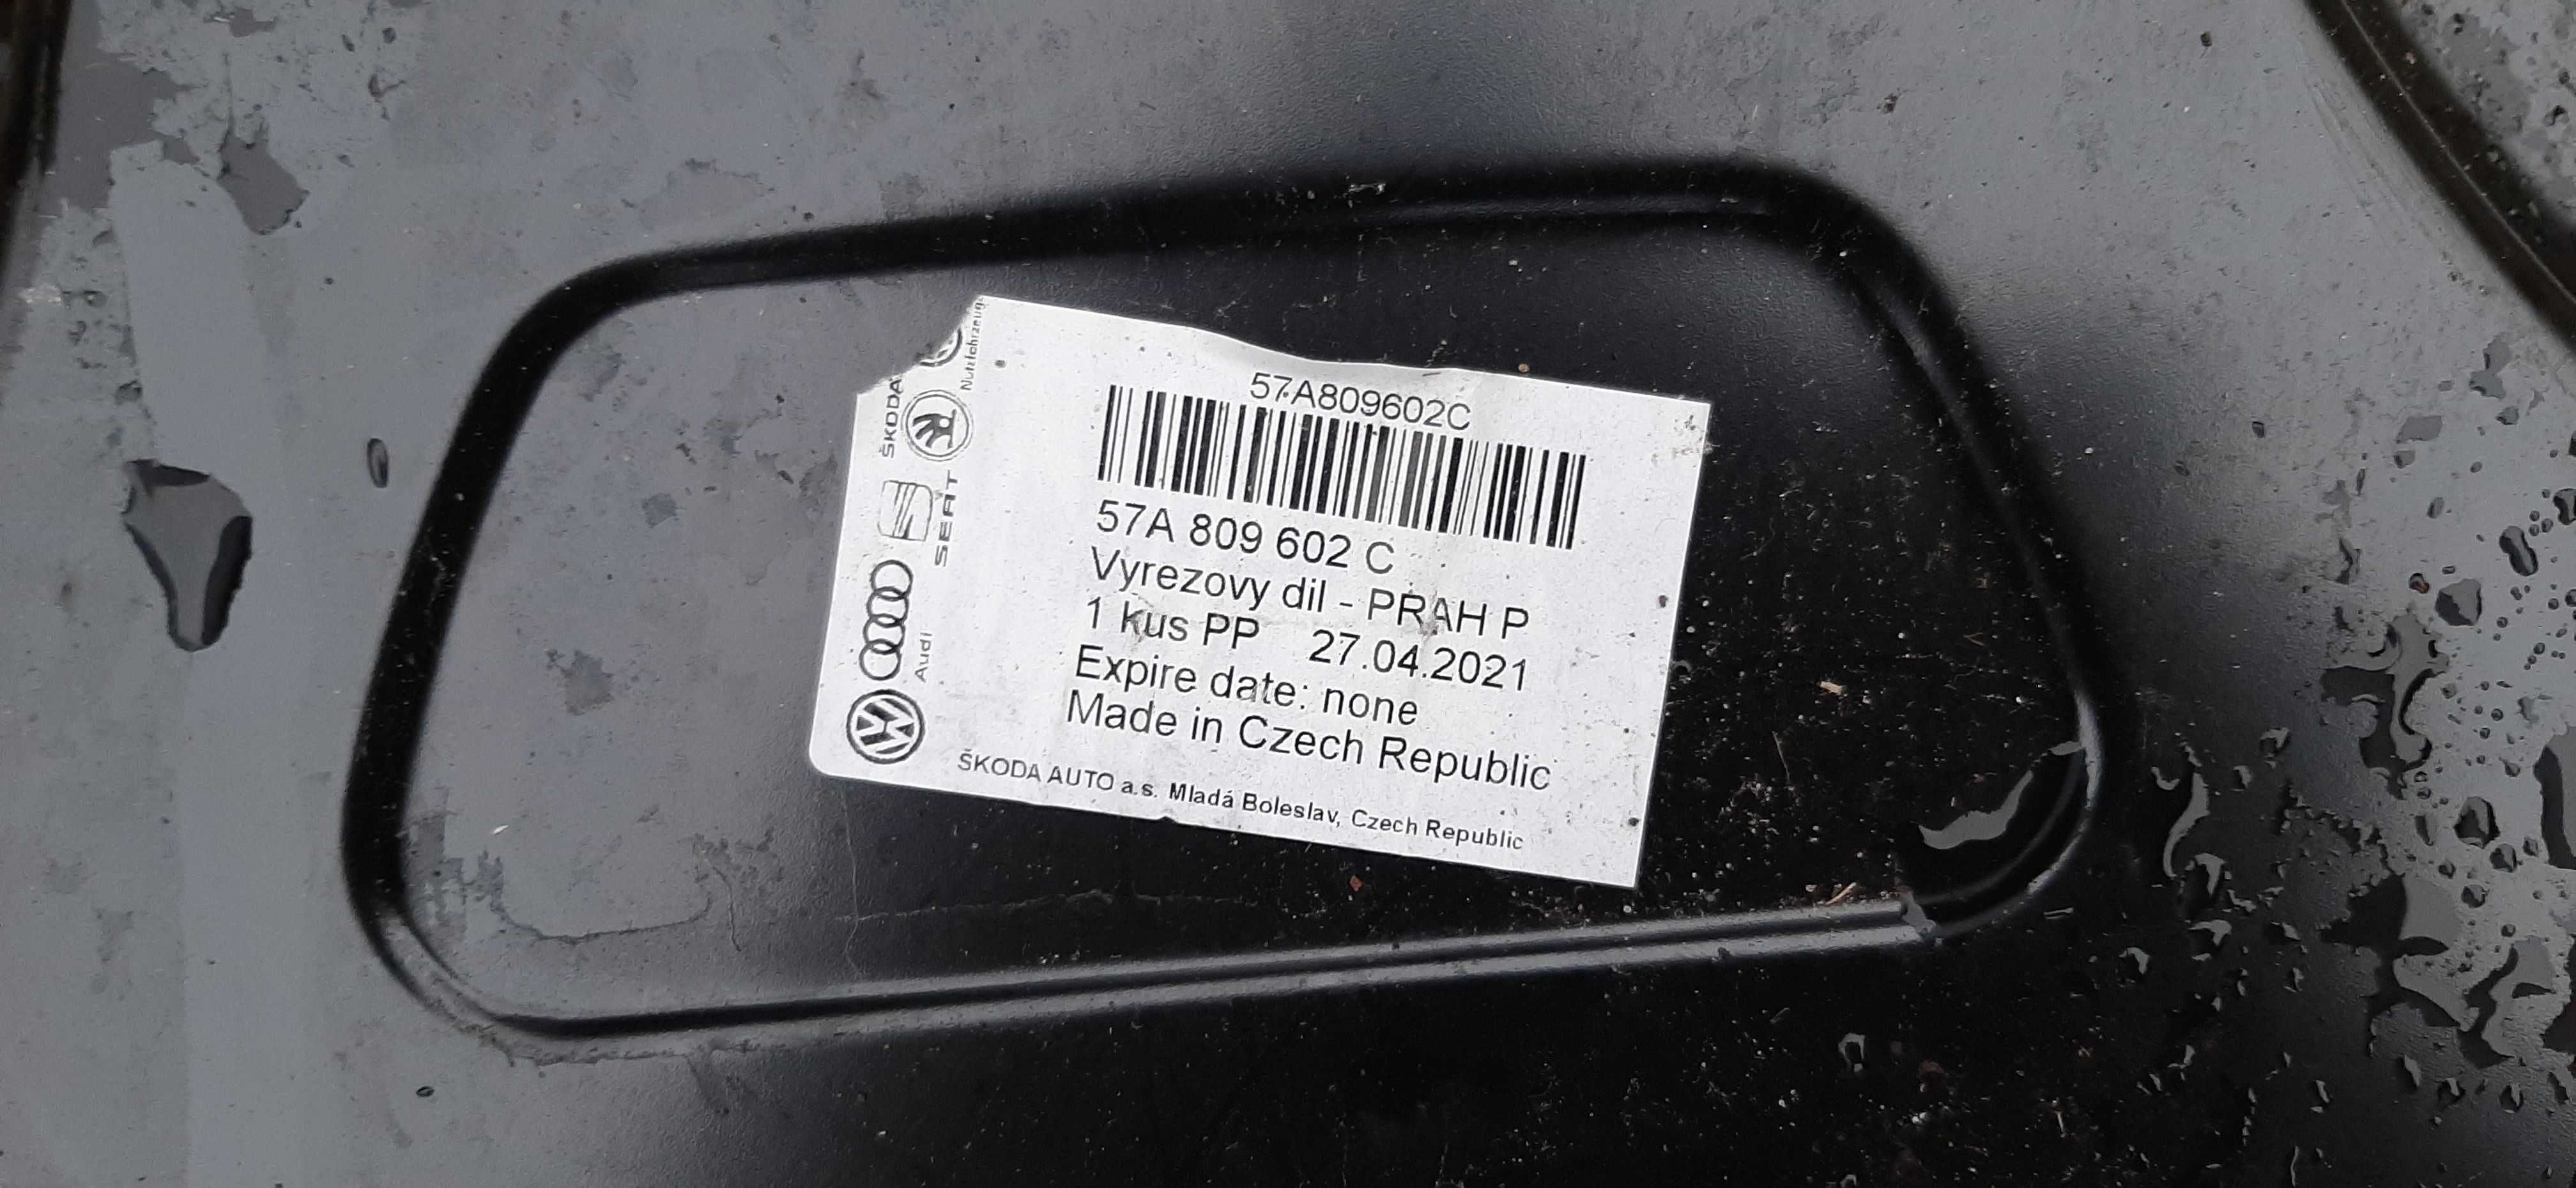 57A809602C
57A 809 602 C
Vyrezovy dil - PRAH P
1 kus PP 27.04.2021
Expire date: none
Made in Czech Republic
ŠKODA AUTO a.s. Mladá Boleslav, Czech Republic
Nutzfahrzeuge
ŠKODA
SEAT
Audi